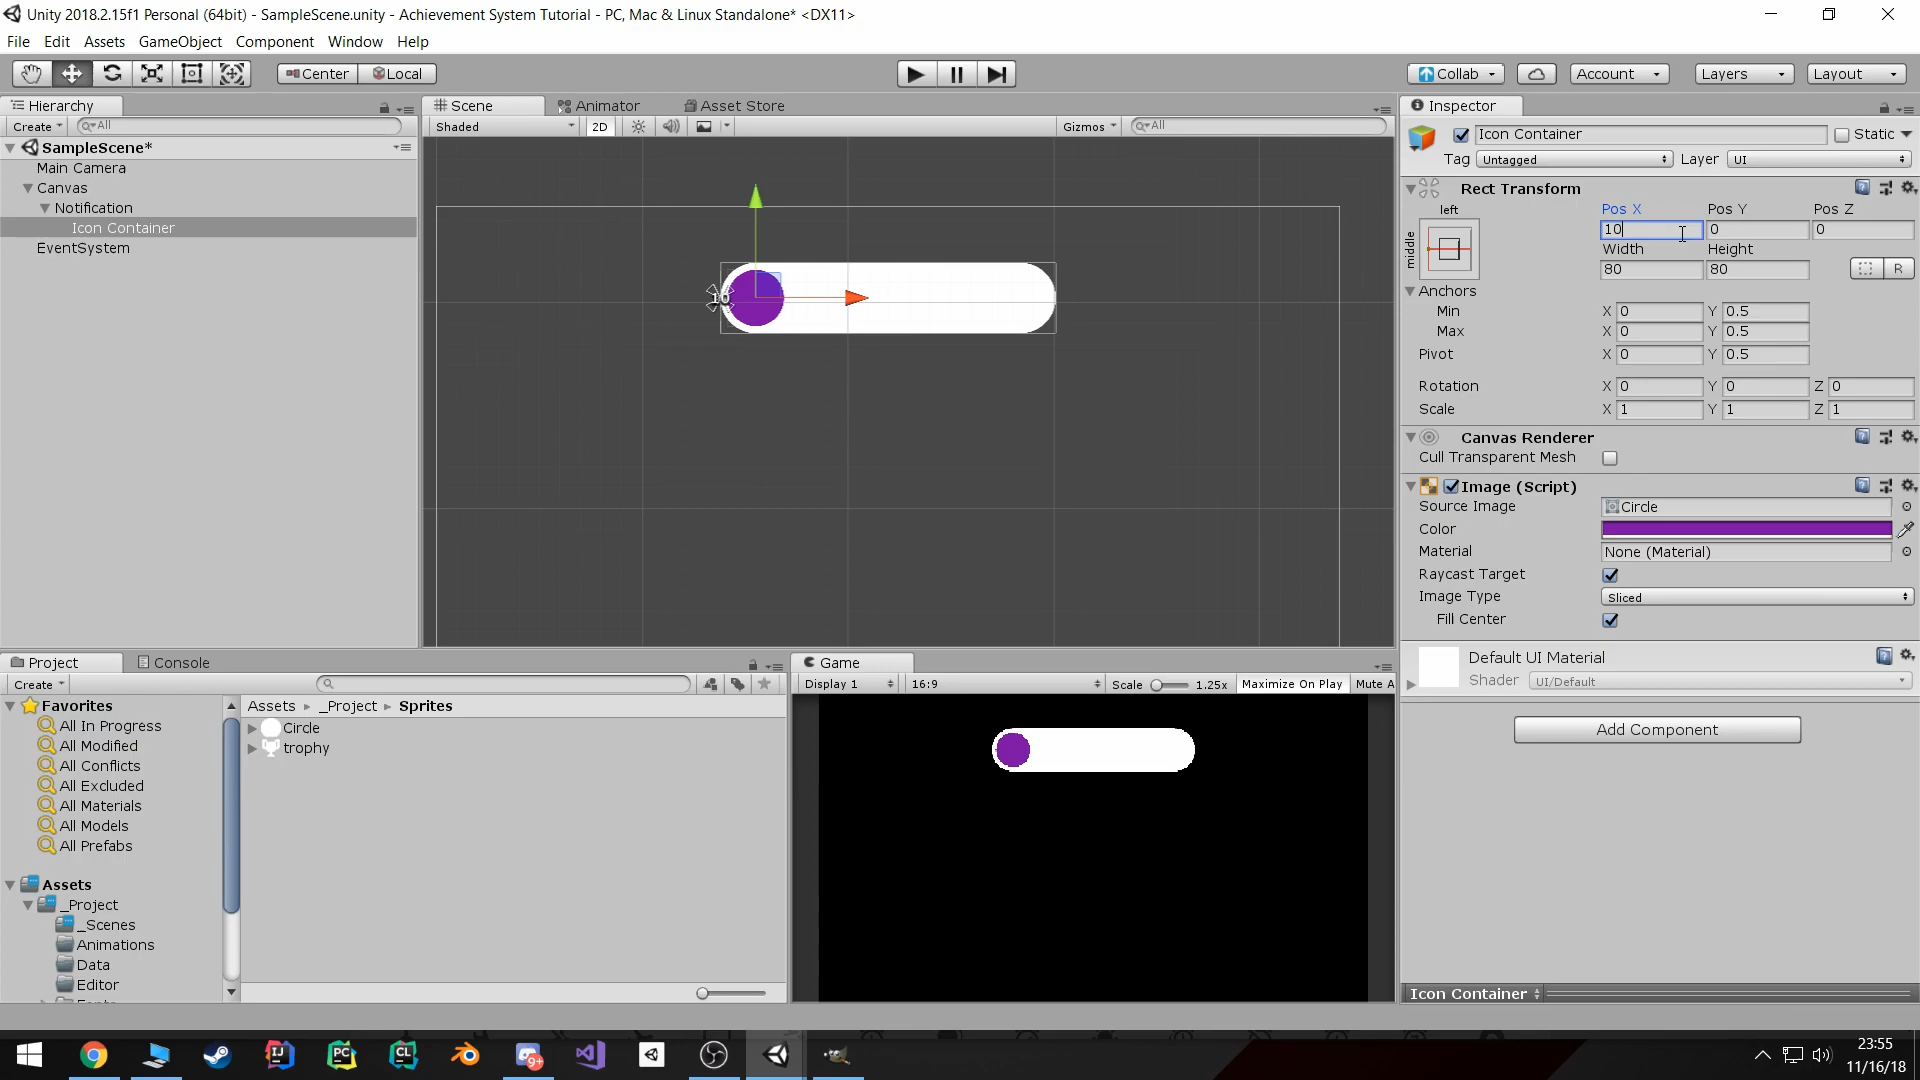 Unity 2018.2.15f1 Personal (64bit) - SampleScene.unity - Achievement System Tutorial - PC, Mac & Linux Standalone* <DX11>
File Edit Assets GameObject Component Window Help
Center Local Collab Account Layers Layout
Hierarchy
Create All
SampleScene*
Main Camera
Canvas
Notification
Icon Container
EventSystem
Scene Animator Asset Store
Shaded 2D Gizmos All
10
Inspector
Icon Container Static
Tag Untagged Layer UI
Rect Transform
left
middle
Pos X Pos Y Pos Z
10 0 0
Width Height
80 80 R
Anchors
Min X 0 Y 0.5
Max X 0 Y 0.5
Pivot X 0 Y 0.5
Rotation X 0 Y 0 Z 0
Scale X 1 Y 1 Z 1
Canvas Renderer
Cull Transparent Mesh
Image (Script)
Source Image Circle
Color
Material None (Material)
Raycast Target
Image Type Sliced
Fill Center
Default UI Material
Shader UI/Default
Add Component
Icon Container
Project Console
Create
Favorites
All In Progress
All Modified
All Conflicts
All Excluded
All Materials
All Models
All Prefabs
Assets
_Project
_Scenes
Animations
Data
Editor
Assets _Project Sprites
Circle
trophy
Game
Display 1 16:9 Scale 1.25x Maximize On Play Mute A
9+
23:55
11/16/18